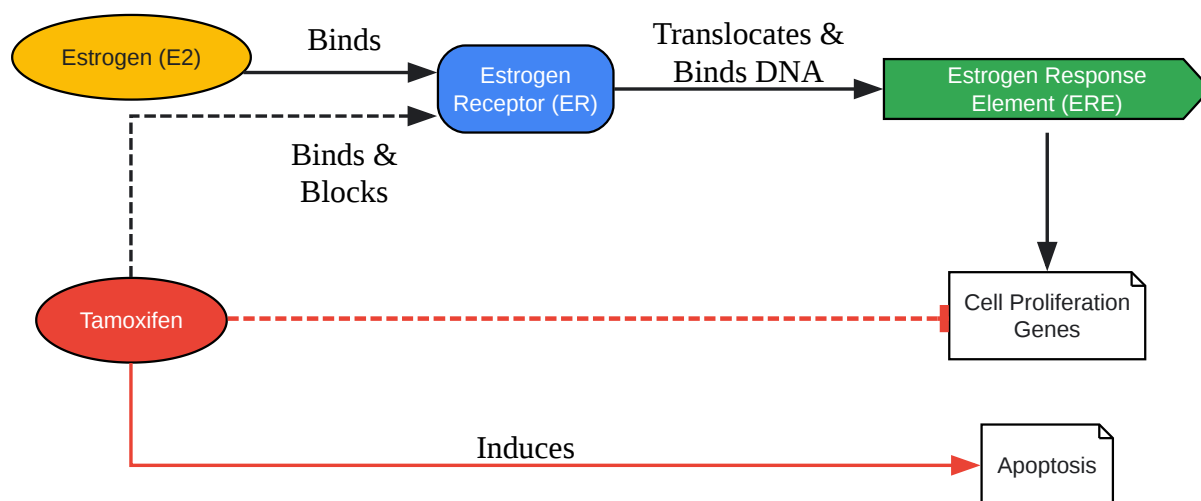 Estrogen (E2)
Binds
Estrogen
Receptor (ER)
Translocates &
Binds DNA
Estrogen Response
Element (ERE)
Binds &
Blocks
Tamoxifen
Cell Proliferation
Genes
Induces
Apoptosis